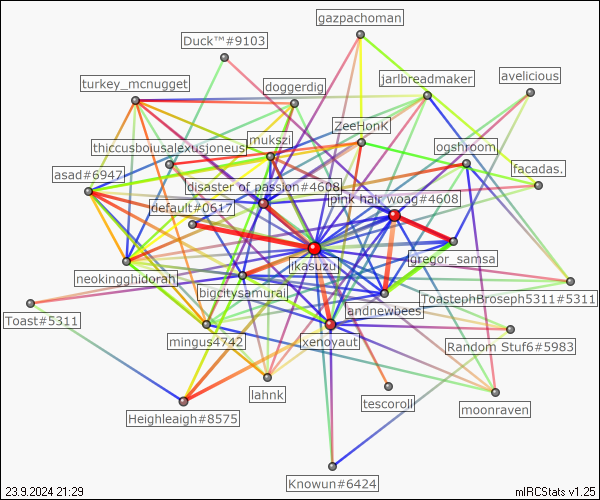 gazpachoman
Duck™#9103
turkey_mcnugget
doggerdig
jarlbreadmaker
avelicious
ZeeHonK
mukszi
thiccusboiusalexusjoneus
ogshroom
asad#6947
facadas.
disaster of passion#4608
pink hair woag#4608
default#0617
ikasuzu
gregor_samsa
neokingghidorah
bigcitysamurai
ToastephBroseph5311#5311
andnewbees
Toast#5311
mingus4742
xenoyaut
Random Stuf6#5983
lahnk
tescoroll
moonraven
Heighleaigh#8575
Knowun#6424
23.9.2024 21:29
mIRCStats v1.25